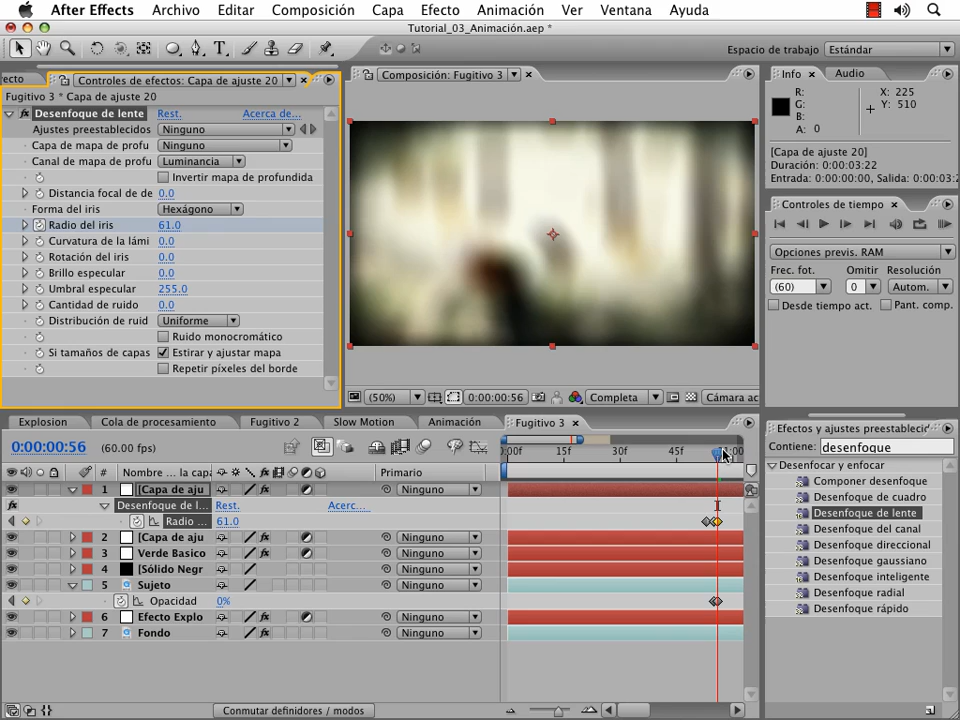 After Effects Archivo Editar Composición Capa Efecto Animación Ver Ventana Ayuda
Tutorial_03_Animación.aep *
Espacio de trabajo Estándar
ecto Controles de efectos: Capa de ajuste 20
Fugitivo 3 * Capa de ajuste 20
Desenfoque de lente Rest. Acerca de...
Ajustes preestablecidos Ninguno
Capa de mapa de profu Ninguno
Canal de mapa de profu Luminancia
Invertir mapa de profundida
Distancia focal de de 0.0
Forma del iris Hexágono
Radio del iris 61.0
Curvatura de la lámi 0.0
Rotación del iris 0.0
Brillo especular 0.0
Umbral especular 255.0
Cantidad de ruido 0.0
Distribución de ruid Uniforme
Ruido monocromático
Si tamaños de capas Estirar y ajustar mapa
Repetir píxeles del borde
Composición: Fugitivo 3
(50%) 0:00:00:56 Completa Cámara ac
Info Audio
R: X: 225
G: Y: 510
B:
A: 0
[Capa de ajuste 20]
Duración: 0:00:03:22
Entrada: 0:00:00:00, Salida: 0:00:03:2
Controles de tiempo
Opciones previs. RAM
Frec. fot. Omitir Resolución
(60) 0 Autom.
Desde tiempo act. Pant. comp.
Explosion Cola de procesamiento Fugitivo 2 Slow Motion Animación Fugitivo 3
0:00:00:56 (60.00 fps)
# Nombre ... la capa Primario
0:00f 15f 30f 45f 00f
1 [Capa de aju Ninguno
Desenfoque de l... Rest. Acerc...
Radio ... 61.0
2 [Capa de aju Ninguno
3 Verde Basico Ninguno
4 [Sólido Negr Ninguno
5 Sujeto Ninguno
Opacidad 0%
6 Efecto Explo Ninguno
7 Fondo Ninguno
Conmutar definidores / modos
Efectos y ajustes preestablecid
Contiene: desenfoque
Desenfocar y enfocar
Componer desenfoque
Desenfoque de cuadro
Desenfoque de lente
Desenfoque del canal
Desenfoque direccional
Desenfoque gaussiano
Desenfoque inteligente
Desenfoque radial
Desenfoque rápido